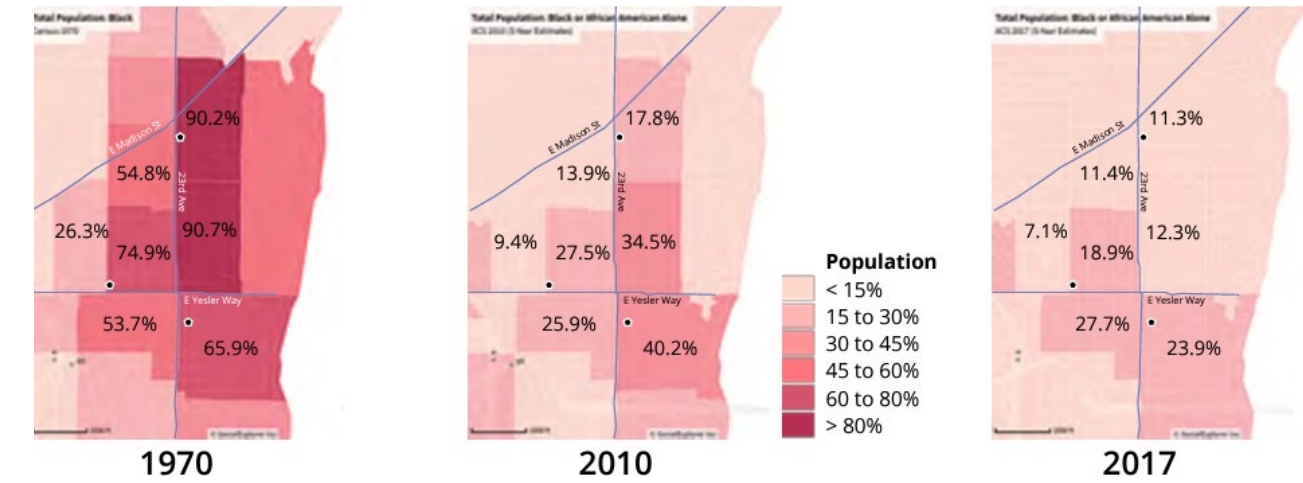 Total Population: Black
Census 1970
90.2%
E Madison St
54.8%
23rd Ave
26.3%
90.7%
74.9%
E Yesler Way
53.7%
65.9%
© SocialExplorer Inc
1970
Total Population: Black or African American Alone
ACS 2010 (5-Year Estimates)
17.8%
E Madison St
13.9%
23rd Ave
9.4%
34.5%
27.5%
E Yesler Way
25.9%
40.2%
© SocialExplorer Inc
2010
Population
< 15%
15 to 30%
30 to 45%
45 to 60%
60 to 80%
> 80%
Total Population: Black or African American Alone
ACS 2017 (5-Year Estimates)
11.3%
E Madison St
11.4%
23rd Ave
7.1%
12.3%
18.9%
E Yesler Way
27.7%
23.9%
© SocialExplorer Inc
2017